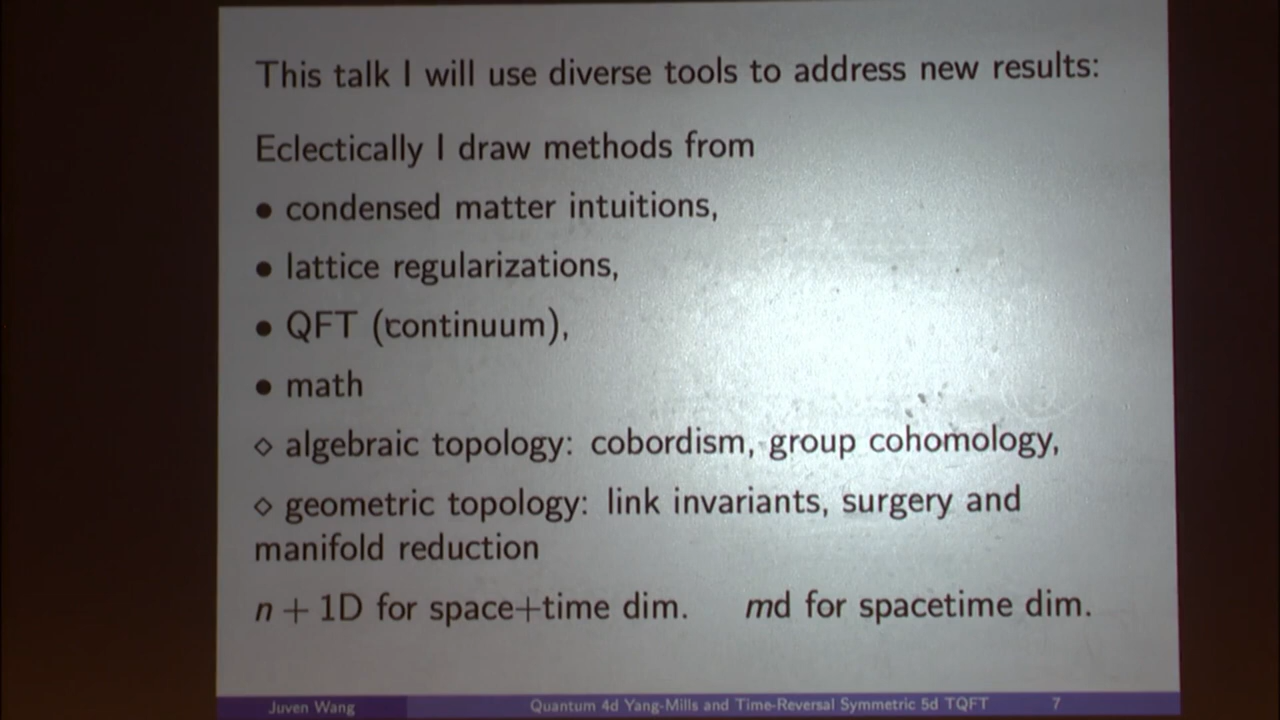 This talk I will use diverse tools to address new results:
Eclectically I draw methods from
• condensed matter intuitions,
• lattice regularizations,
• QFT (continuum),
• math
⋄ algebraic topology: cobordism, group cohomology,
⋄ geometric topology: link invariants, surgery and
manifold reduction
n + 1D for space+time dim. md for spacetime dim.
Juven Wang Quantum 4d Yang-Mills and Time-Reversal Symmetric 5d TQFT 7